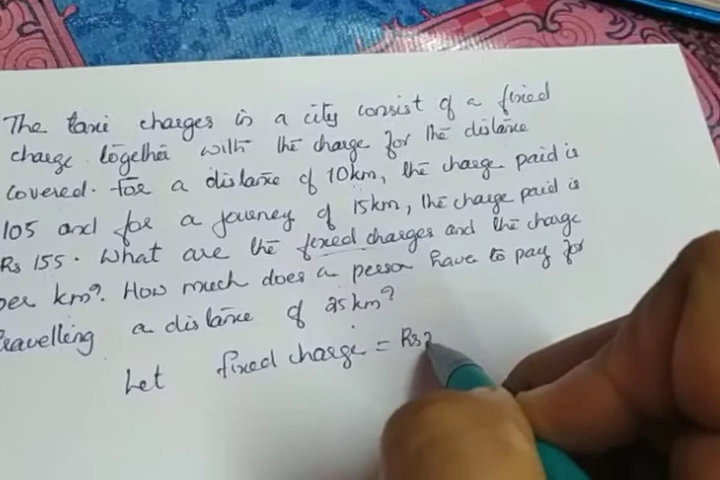 The taxi charges in a city consist of a fixed
charge together with the charge for the distance
covered. For a distance of 10km, the charge paid is
105 and for a journey of 15km, the charge paid is
Rs 155. What are the fixed charges and the charge
per km? How much does a person have to pay for
travelling a distance of 25km?
Let fixed charge = Rs